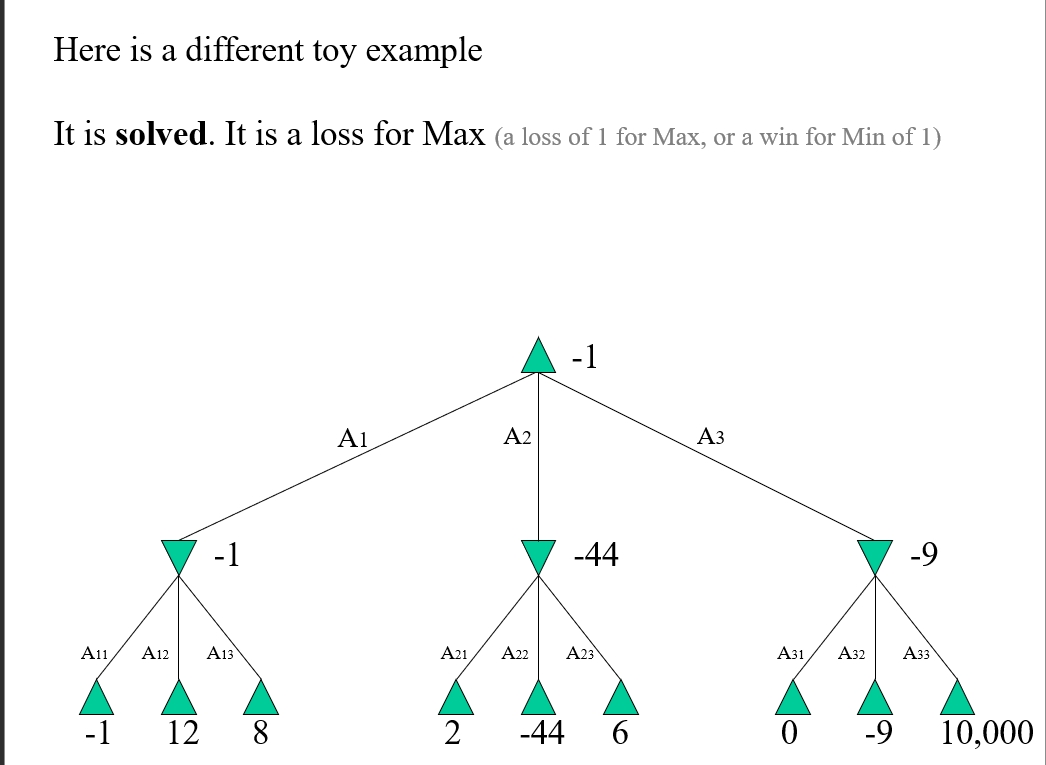 Here is a different toy example
It is solved. It is a loss for Max (a loss of 1 for Max, or a win for Min of 1)
-1
A1 A2 A3
-1 -44 -9
A11 A12 A13 A21 A22 A23 A31 A32 A33
-1 12 8 2 -44 6 0 -9 10,000